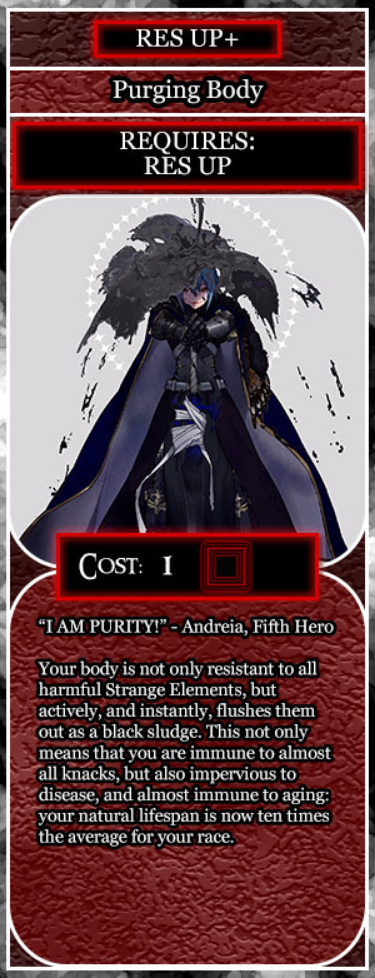 RES UP+
Purging Body
REQUIRES:
RES UP
COST: I
“I AM PURITY!” - Andreia, Fifth Hero
Your body is not only resistant to all
harmful Strange Elements, but
actively, and instantly, flushes them
out as a black sludge. This not only
means that you are immune to almost
all knacks, but also impervious to
disease, and almost immune to aging:
your natural lifespan is now ten times
the average for your race.